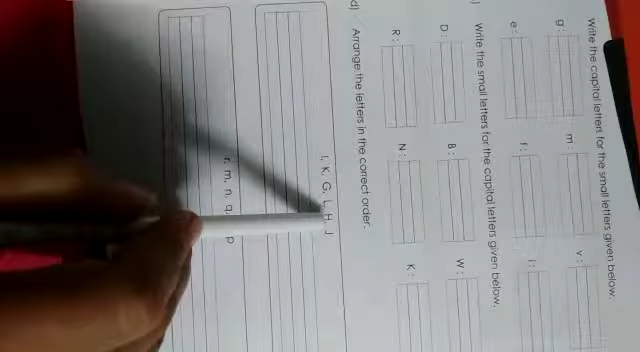 Write the capital letters for the small letters given below.
g : m : v :
e : f : i :
Write the small letters for the capital letters given below.
D : B : W :
R : N : K :
d) Arrange the letters in the correct order.
I, K, G, L, H, J
r, m, n, q, p